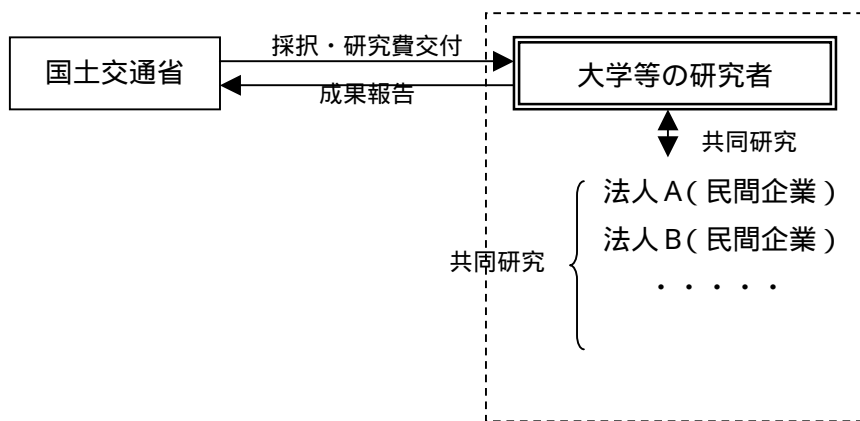 採択・研究費交付
国土交通省
大学等の研究者
成果報告
共同研究
法人A(民間企業)
法人B(民間企業)
共同研究
・・・・・